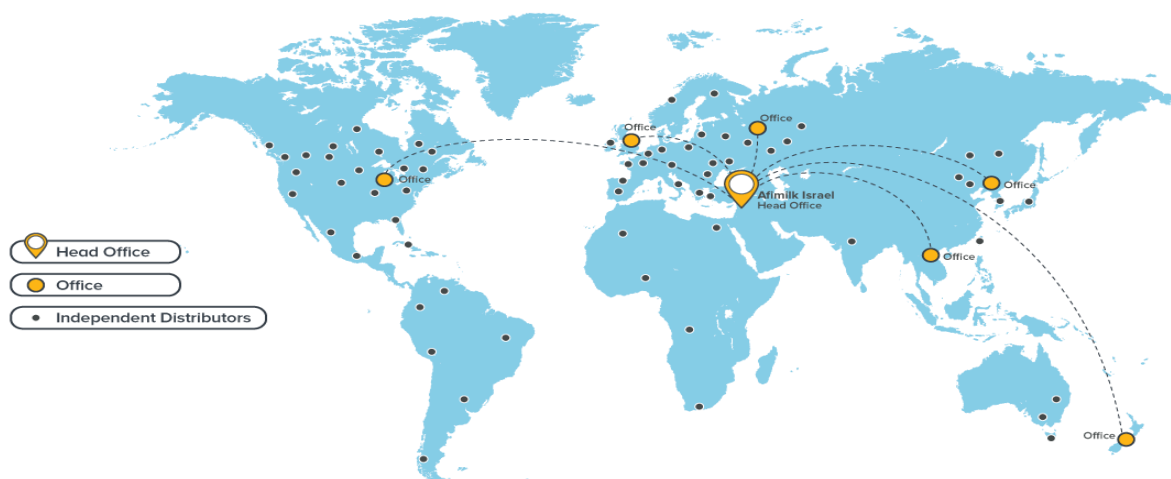 Office
Office
Office
Office
Afimilk Israel
Head Office
Head Office
Office
Office
Independent Distributors
Office